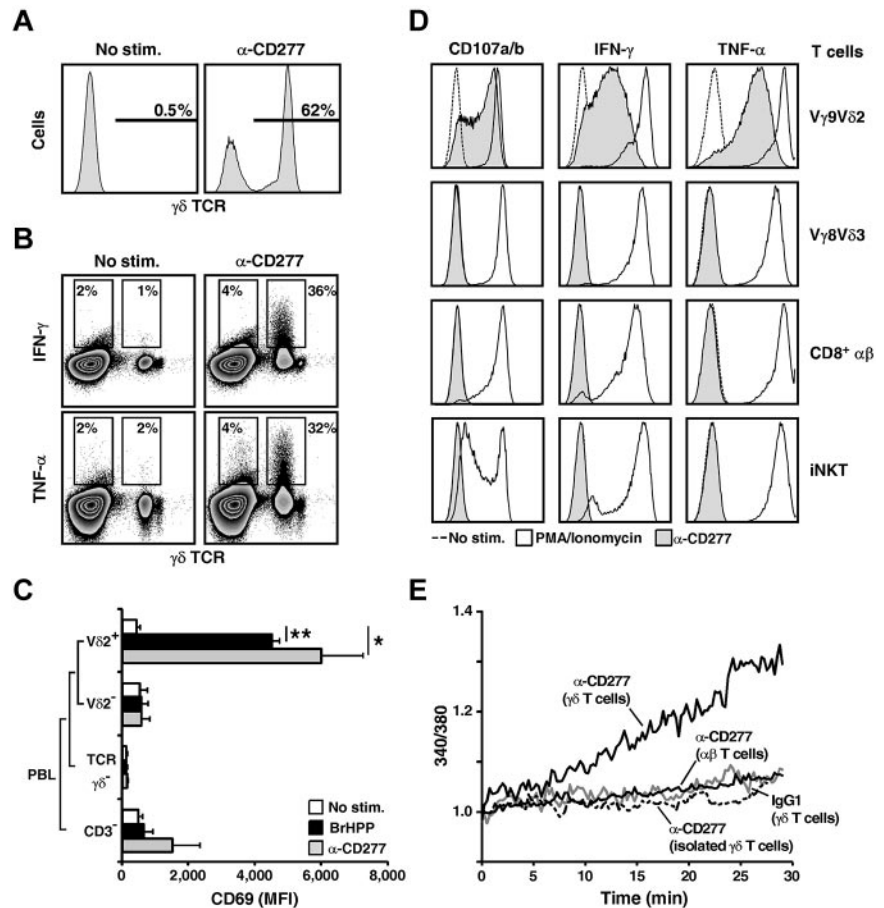 A
No stim. α-CD277
0.5% 62%
Cells
γδ TCR
B
No stim. α-CD277
IFN-γ
2% 1% 4% 36%
TNF-α
2% 2% 4% 32%
γδ TCR
C
PBL
Vδ2+
Vδ2-
TCR
γδ-
CD3-
** *
No stim.
BrHPP
α-CD277
0 2,000 4,000 6,000 8,000
CD69 (MFI)
D
CD107a/b IFN-γ TNF-α T cells
Vγ9Vδ2
Vγ8Vδ3
CD8+ αβ
iNKT
No stim. PMA/Ionomycin α-CD277
E
340/380
1.4
1.2
1.0
α-CD277
(γδ T cells)
α-CD277
(αβ T cells)
IgG1
(γδ T cells)
α-CD277
(isolated γδ T cells)
0 5 10 15 20 25 30
Time (min)